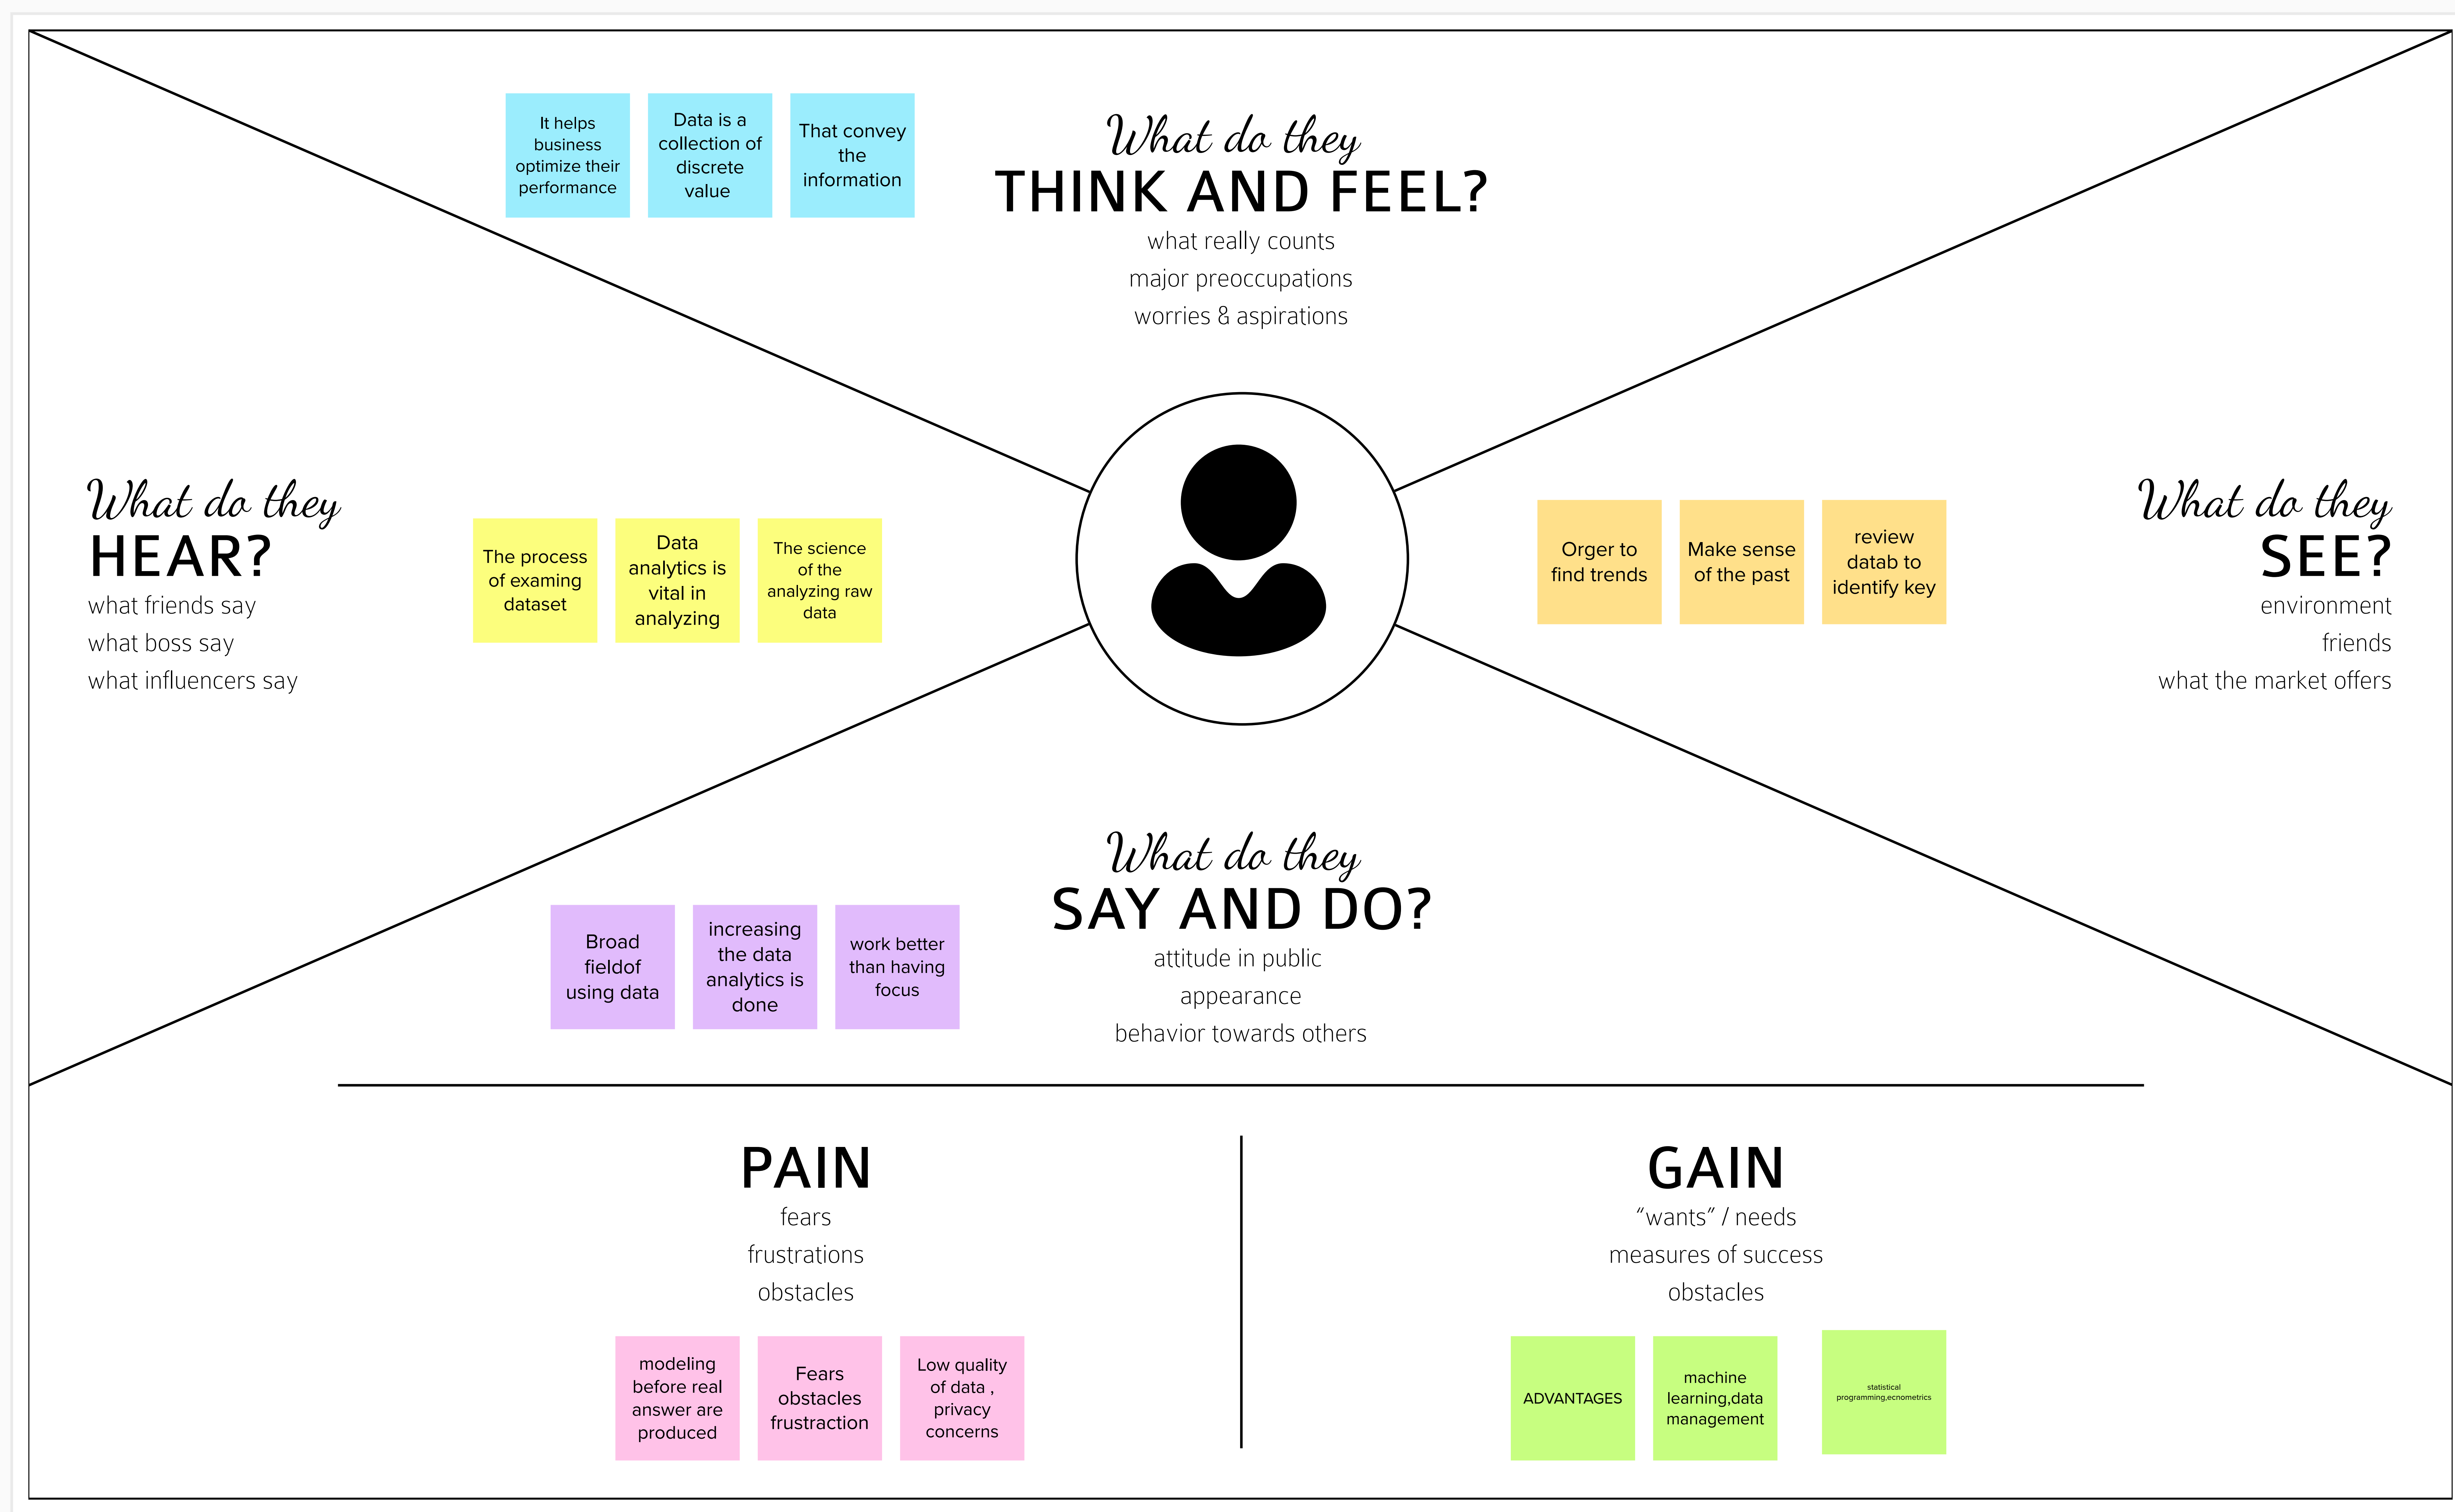 It helps
business
optimize their
performance
Data is a
collection of
discrete
value
That convey
the
information
What do they
THINK AND FEEL?
what really counts
major preoccupations
worries & aspirations
What do they
HEAR?
what friends say
what boss say
what influencers say
The process
of examing
dataset
Data
analytics is
vital in
analyzing
The science
of the
analyzing raw
data
Orger to
find trends
Make sense
of the past
review
datab to
identify key
What do they
SEE?
environment
friends
what the market offers
What do they
SAY AND DO?
attitude in public
appearance
behavior towards others
Broad
fieldof
using data
increasing
the data
analytics is
done
work better
than having
focus
PAIN
fears
frustrations
obstacles
modeling
before real
answer are
produced
Fears
obstacles
frustraction
Low quality
of data ,
privacy
concerns
GAIN
“wants” / needs
measures of success
obstacles
ADVANTAGES
machine
learning,data
management
statistical
programming,ecnometrics